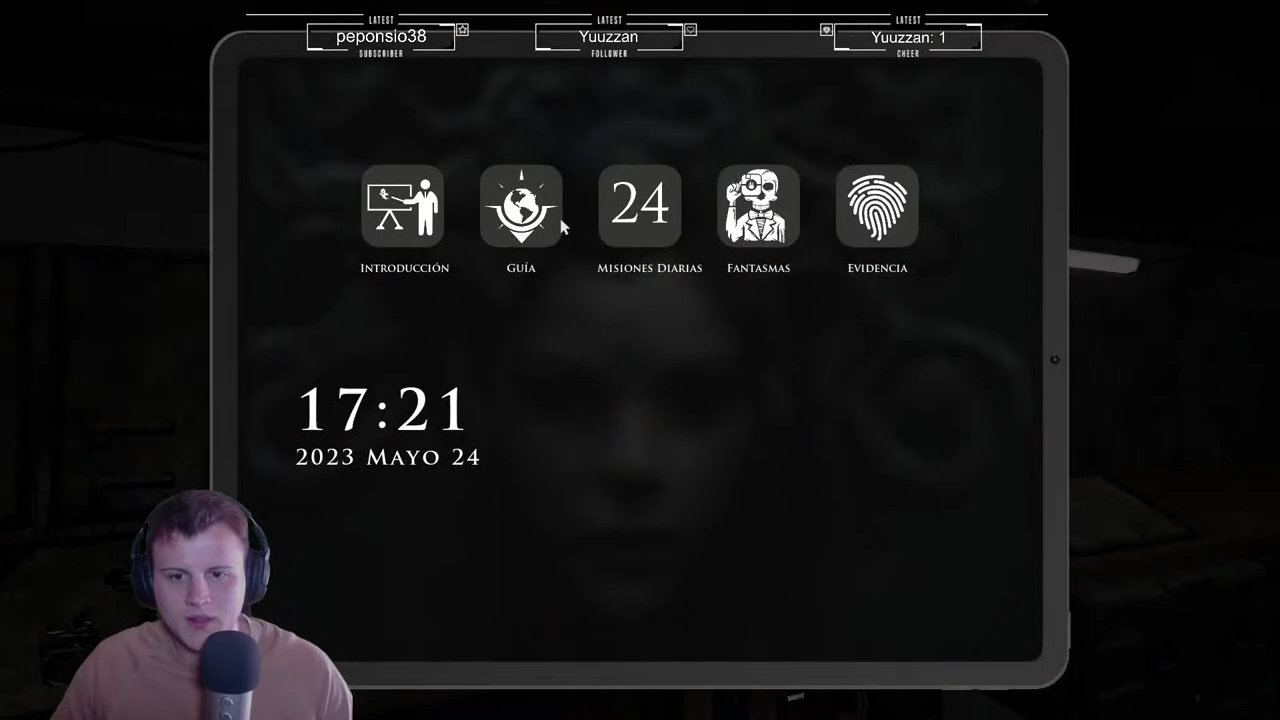 LATEST
peponsio38
SUBSCRIBER
LATEST
Yuuzzan
FOLLOWER
LATEST
Yuuzzan: 1
CHEER
24
INTRODUCCIÓN
GUÍA
MISIONES DIARIAS
FANTASMAS
EVIDENCIA
17:21
2023 MAYO 24